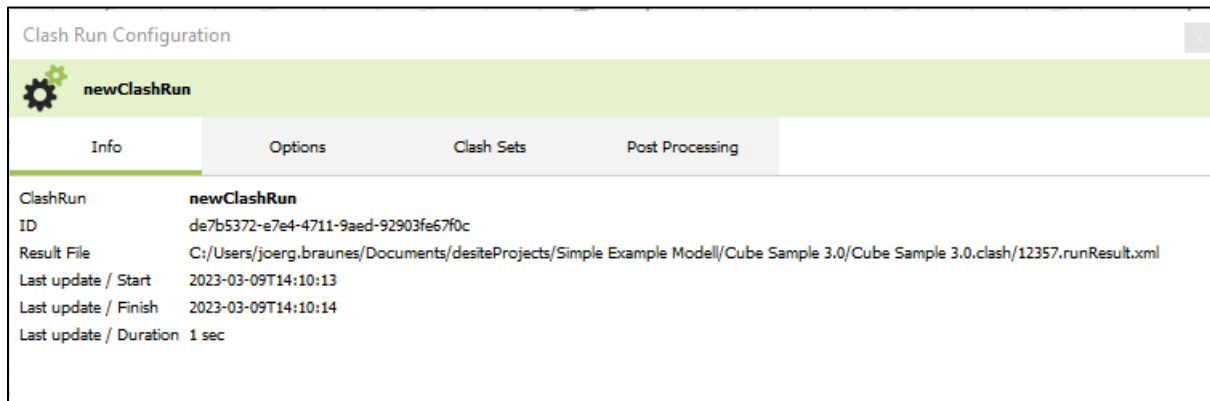 Clash Run Configuration
x
newClashRun
Info Options Clash Sets Post Processing
ClashRun newClashRun
ID de7b5372-e7e4-4711-9aed-92903fe67f0c
Result File C:/Users/joerg.braunes/Documents/desiteProjects/Simple Example Modell/Cube Sample 3.0/Cube Sample 3.0.clash/12357.runResult.xml
Last update / Start 2023-03-09T14:10:13
Last update / Finish 2023-03-09T14:10:14
Last update / Duration 1 sec